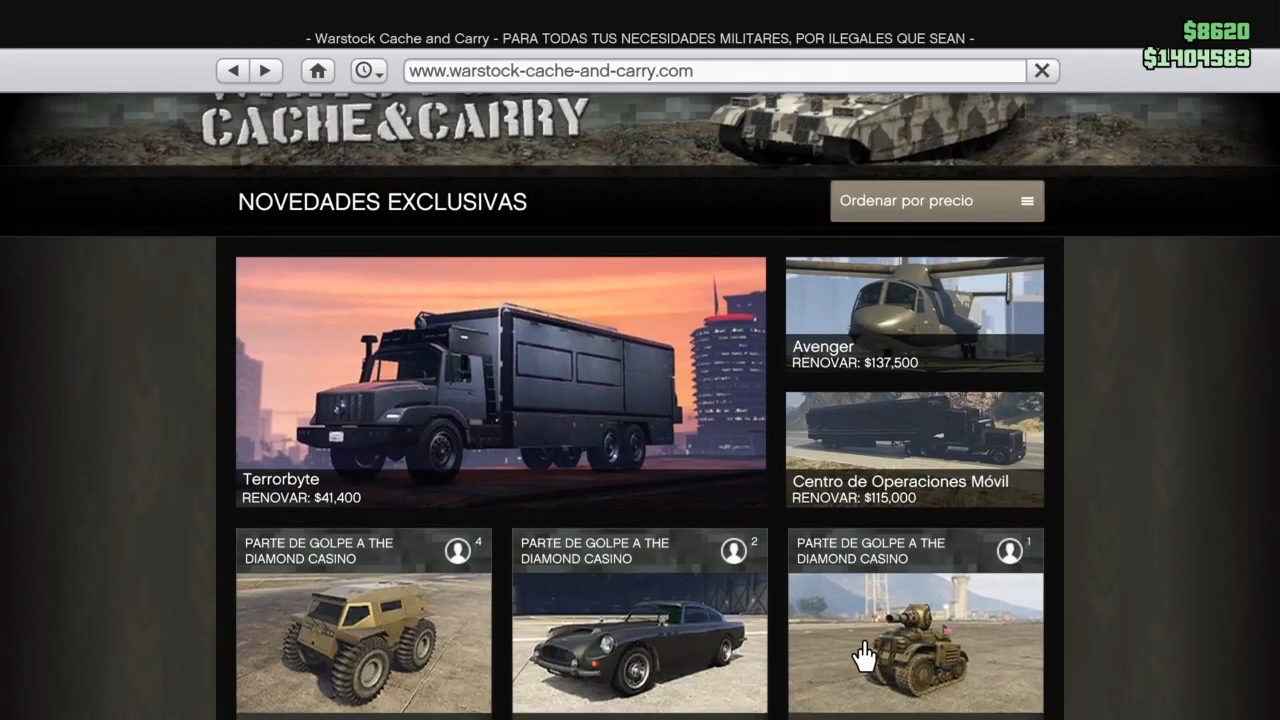 - Warstock Cache and Carry - PARA TODAS TUS NECESIDADES MILITARES, POR ILEGALES QUE SEAN -
$8620
$1404583
www.warstock-cache-and-carry.com
CACHE&CARRY
NOVEDADES EXCLUSIVAS
Ordenar por precio
Terrorbyte
RENOVAR: $41,400
Avenger
RENOVAR: $137,500
Centro de Operaciones Móvil
RENOVAR: $115,000
PARTE DE GOLPE A THE
DIAMOND CASINO
4
PARTE DE GOLPE A THE
DIAMOND CASINO
2
PARTE DE GOLPE A THE
DIAMOND CASINO
1